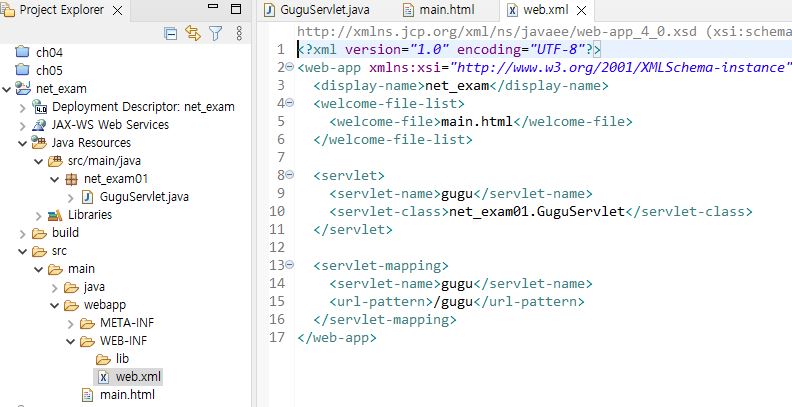 Project Explorer
ch04
ch05
net_exam
Deployment Descriptor: net_exam
JAX-WS Web Services
Java Resources
src/main/java
net_exam01
GuguServlet.java
Libraries
build
src
main
java
webapp
META-INF
WEB-INF
lib
web.xml
main.html
GuguServlet.java main.html web.xml
http://xmlns.jcp.org/xml/ns/javaee/web-app_4_0.xsd (xsi:schema
1 <?xml version="1.0" encoding="UTF-8"?>
2 <web-app xmlns:xsi="http://www.w3.org/2001/XMLSchema-instance"
3 <display-name>net_exam</display-name>
4 <welcome-file-list>
5 <welcome-file>main.html</welcome-file>
6 </welcome-file-list>
7
8 <servlet>
9 <servlet-name>gugu</servlet-name>
10 <servlet-class>net_exam01.GuguServlet</servlet-class>
11 </servlet>
12
13 <servlet-mapping>
14 <servlet-name>gugu</servlet-name>
15 <url-pattern>/gugu</url-pattern>
16 </servlet-mapping>
17 </web-app>